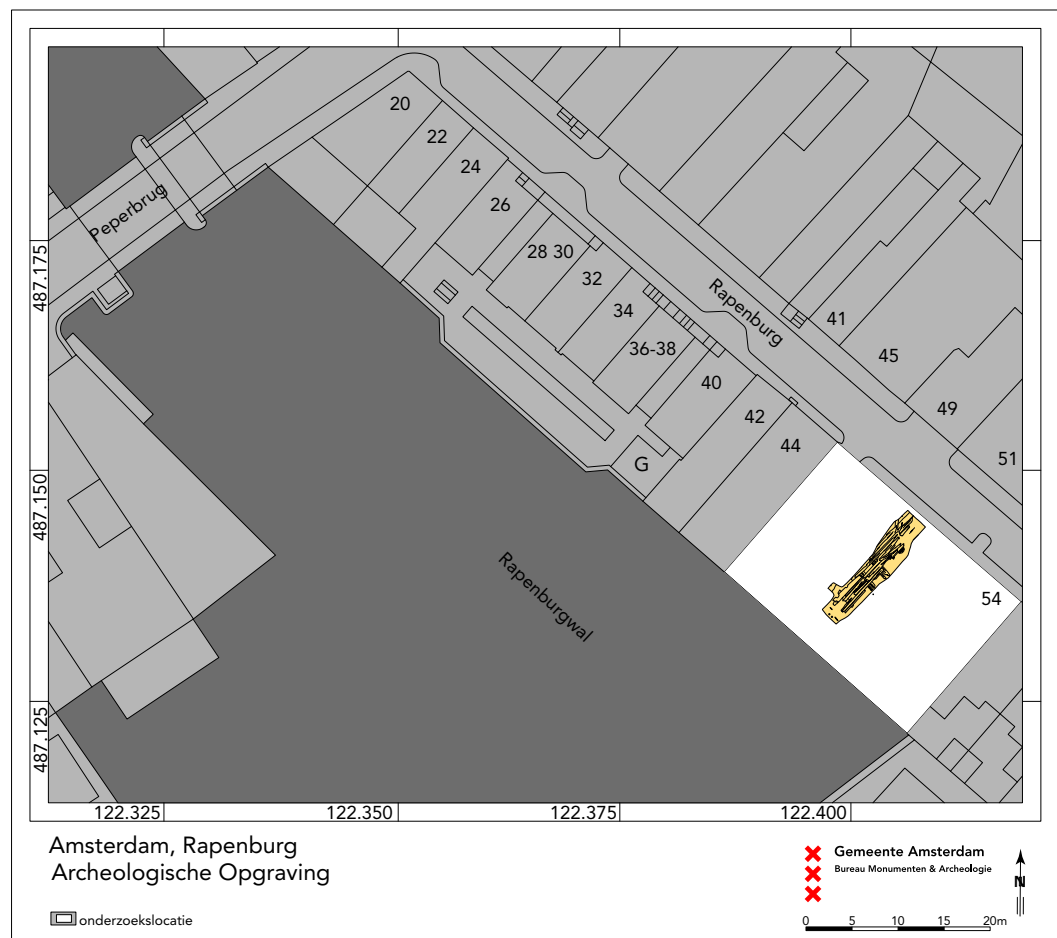 20
22
24
26
28 30
32
34
36-38
40
42
44
G
Peperbrug
Rapenburg
41
45
49
51
54
Rapenburgwal
487.175
487.150
487.125
122.325
122.350
122.375
122.400
Amsterdam, Rapenburg
Archeologische Opgraving
onderzoekslocatie
Gemeente Amsterdam
Bureau Monumenten & Archeologie
N
0 5 10 15 20m